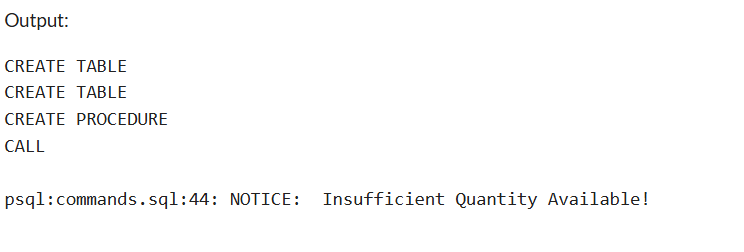 Output:
CREATE TABLE
CREATE TABLE
CREATE PROCEDURE
CALL
psql:commands.sql:44: NOTICE:  Insufficient Quantity Available!